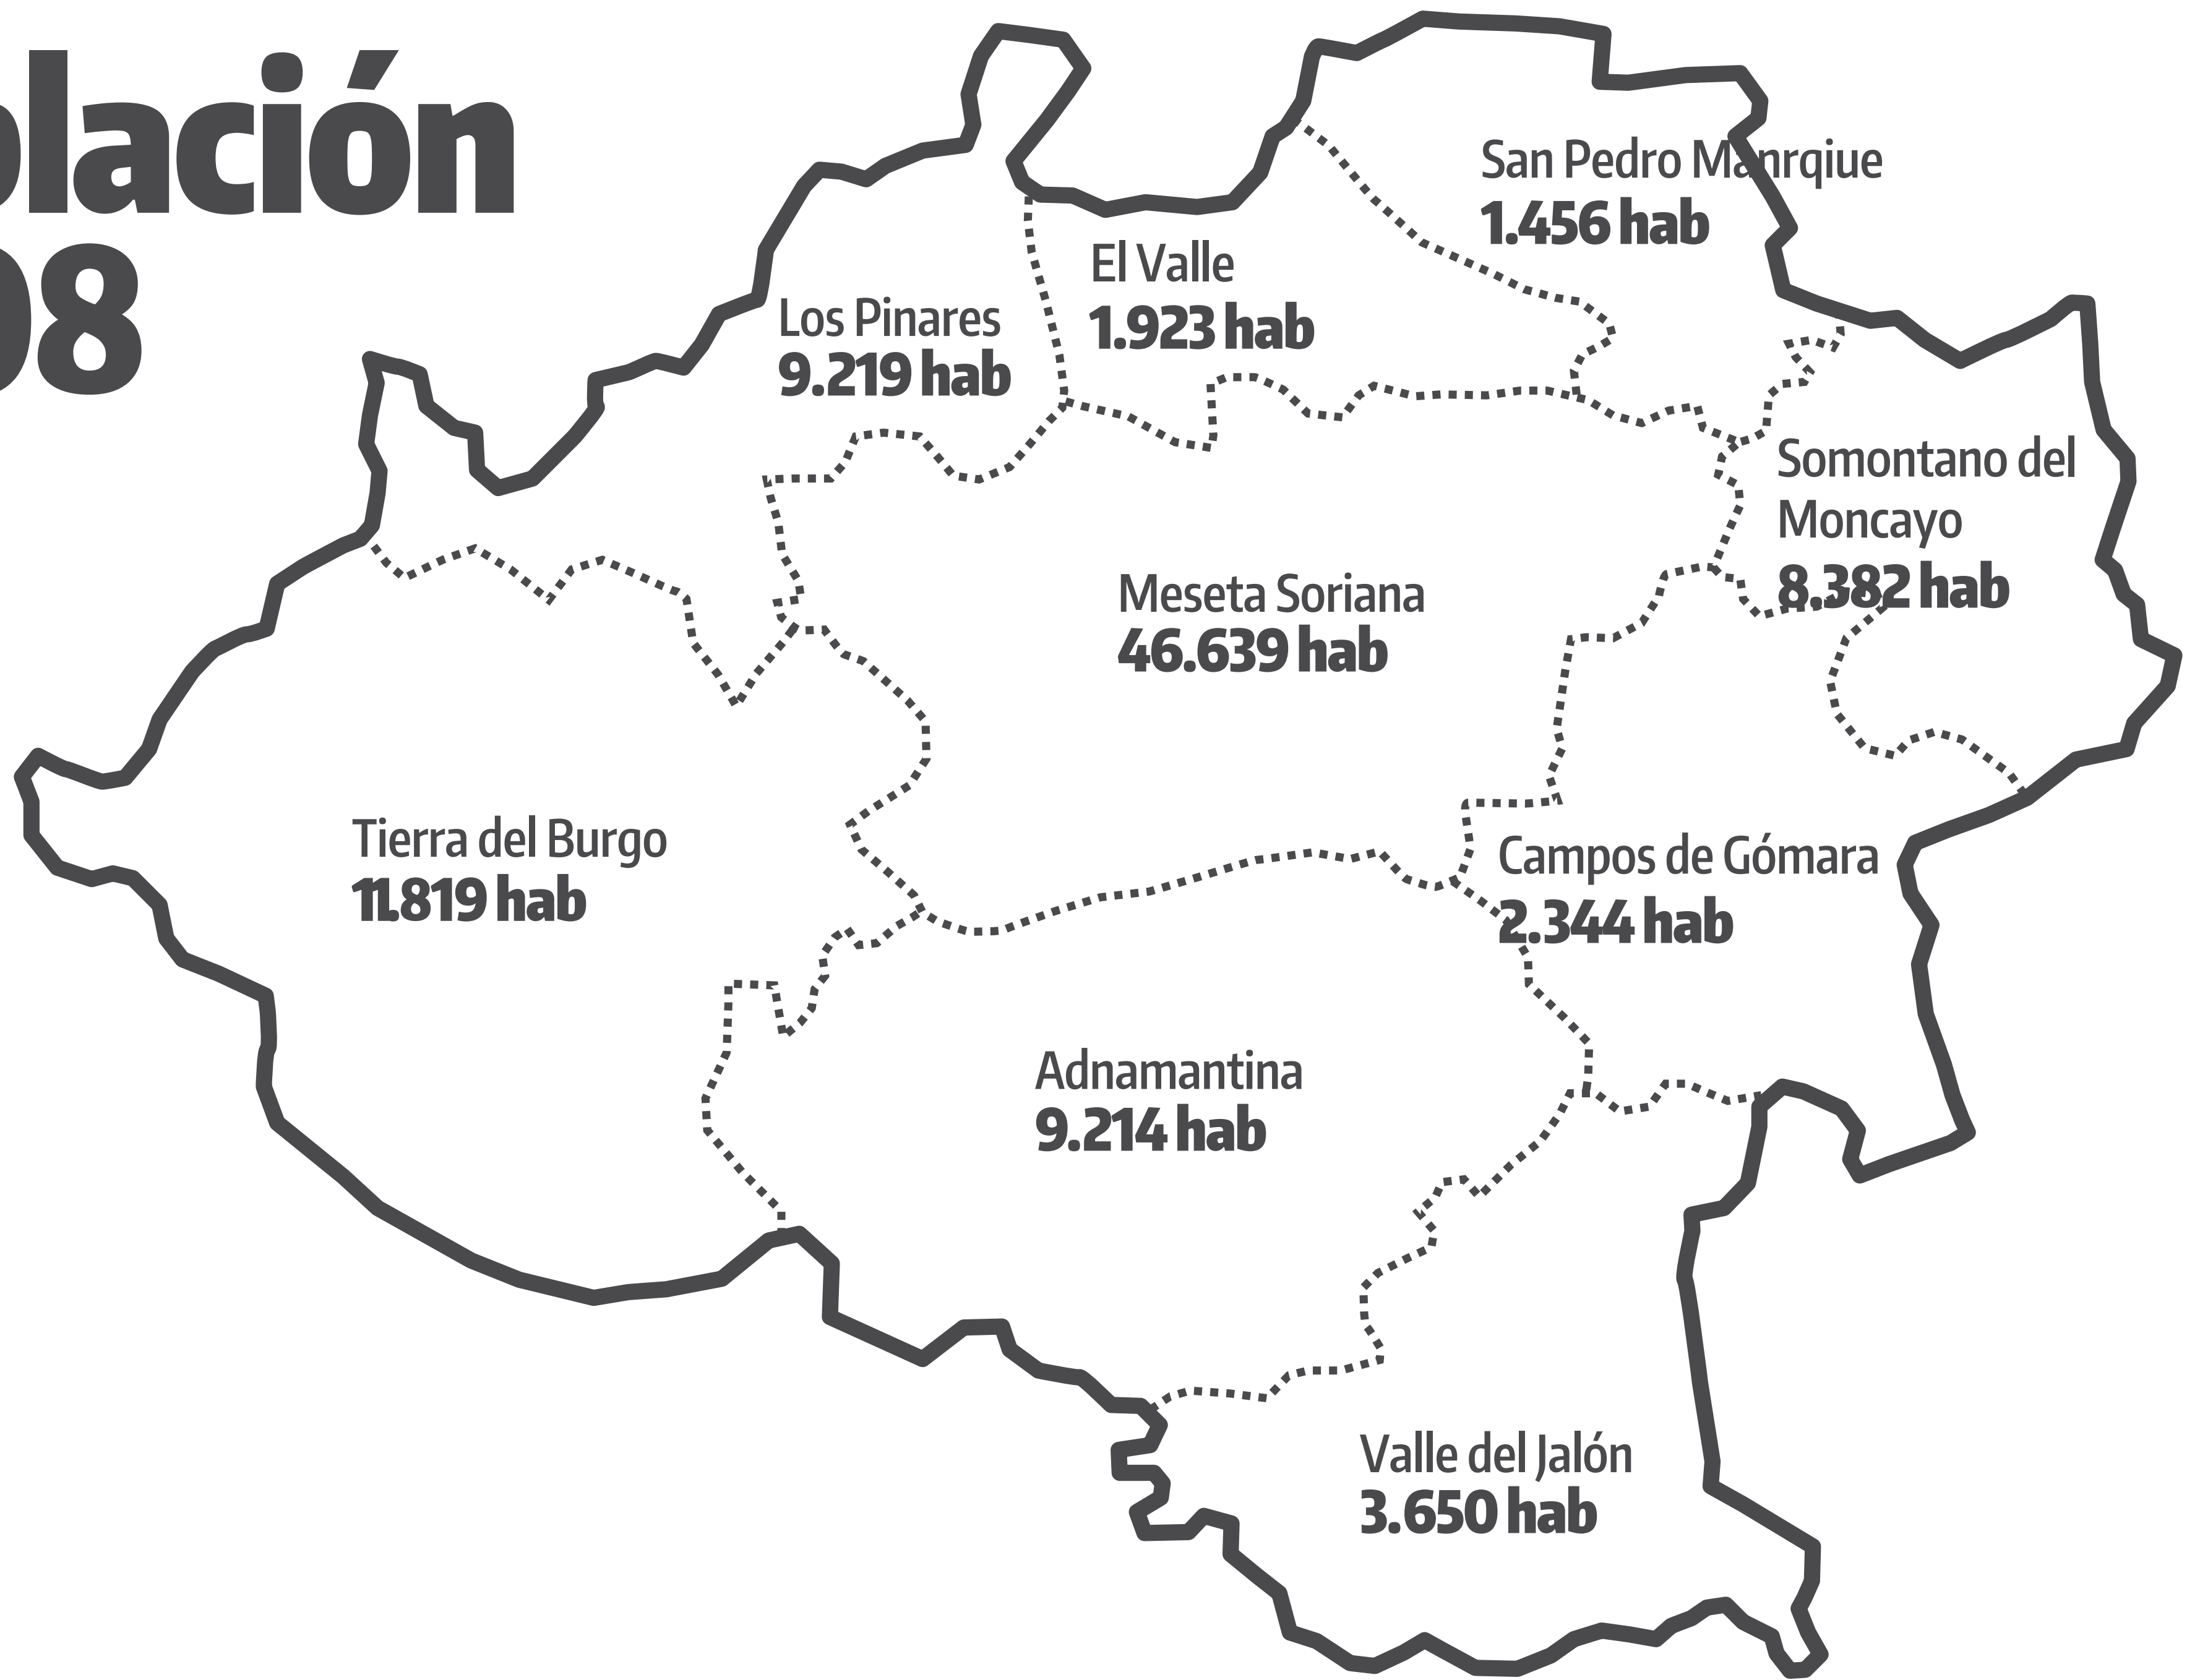 lación
98
San Pedro Manrqiue
1.456 hab
El Valle
1.923 hab
Los Pinares
9.219 hab
Somontano del
Moncayo
8.382 hab
Meseta Soriana
46.639 hab
Tierra del Burgo
11.819 hab
Campos de Gómara
2.344 hab
Adnamantina
9.214 hab
Valle del Jalón
3.650 hab